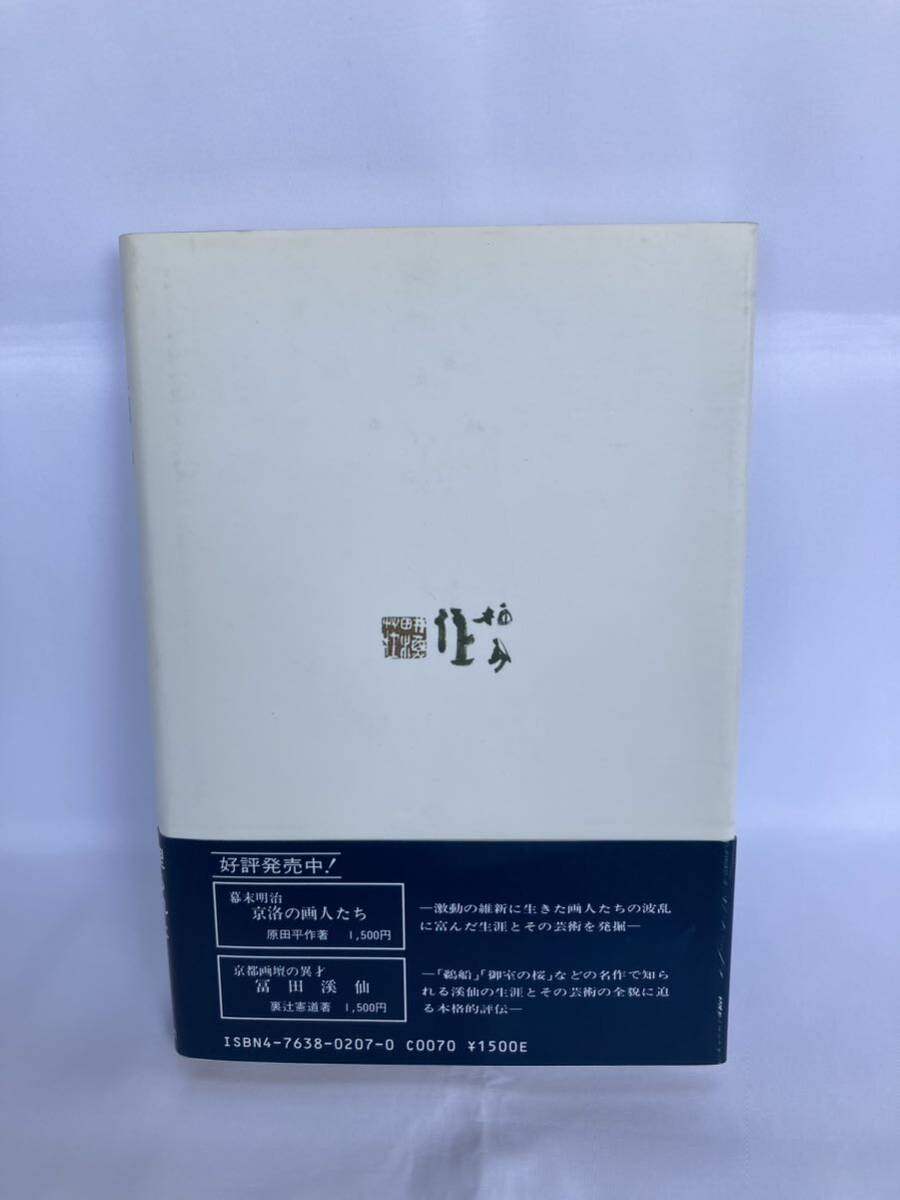 作
好評発売中!
幕末明治
京洛の画人たち
原田平作著 1,500円
―激動の維新に生きた画人たちの波乱
に富んだ生涯とその芸術を発掘―
京都画壇の異才
冨田溪仙
裏辻憲道著 1,500円
―「鵜船」「御室の桜」などの名作で知ら
れる溪仙の生涯とその芸術の全貌に迫
る本格的評伝―
ISBN4-7638-0207-0 C0070 ¥1500E